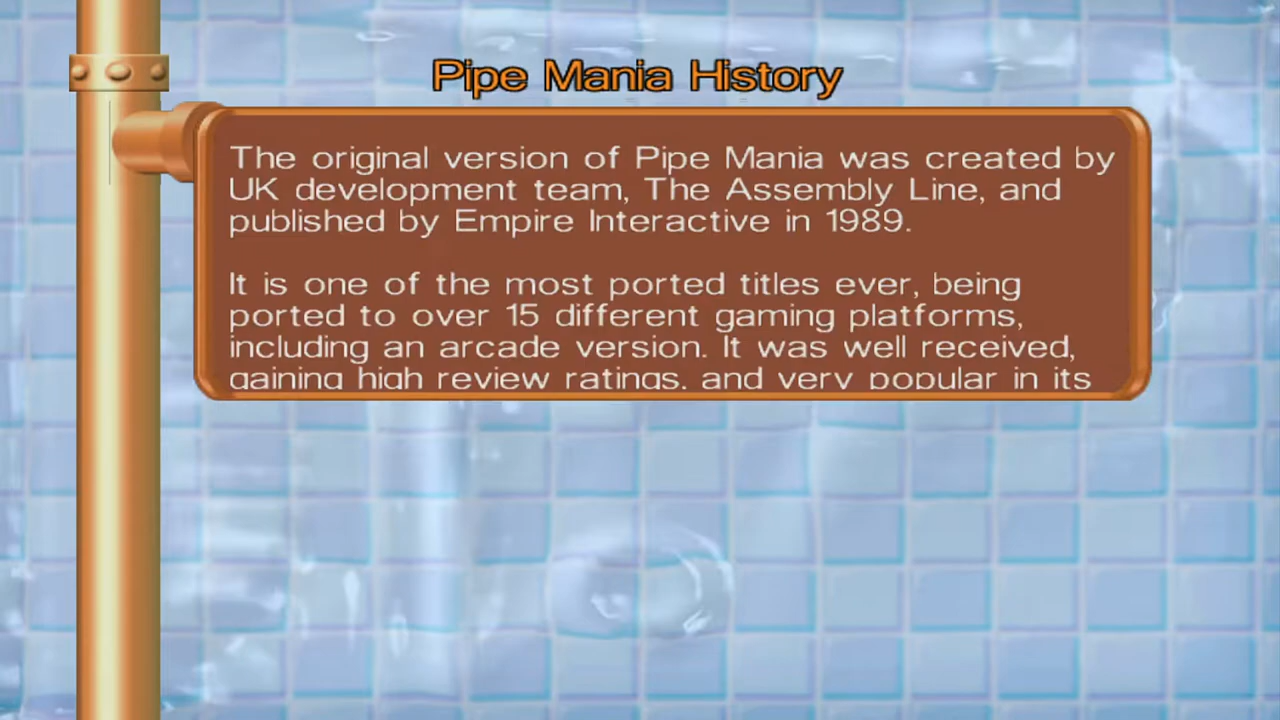 Pipe Mania History
The original version of Pipe Mania was created by
UK development team, The Assembly Line, and
published by Empire Interactive in 1989.
It is one of the most ported titles ever, being
ported to over 15 different gaming platforms,
including an arcade version. It was well received,
gaining high review ratings, and very popular in its